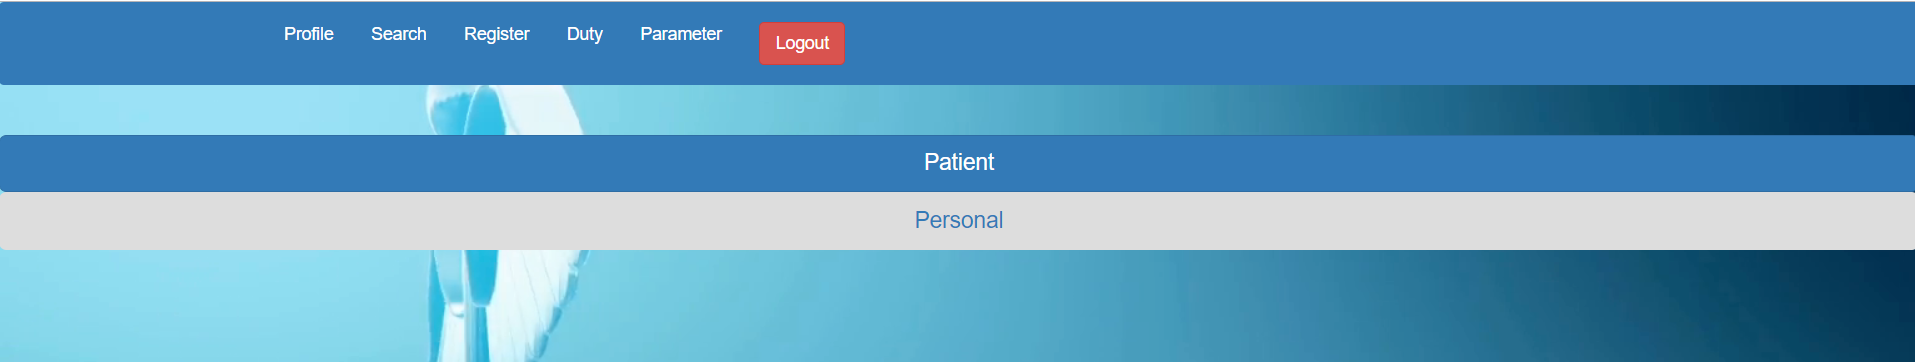 Profile Search Register Duty Parameter Logout
Patient
Personal